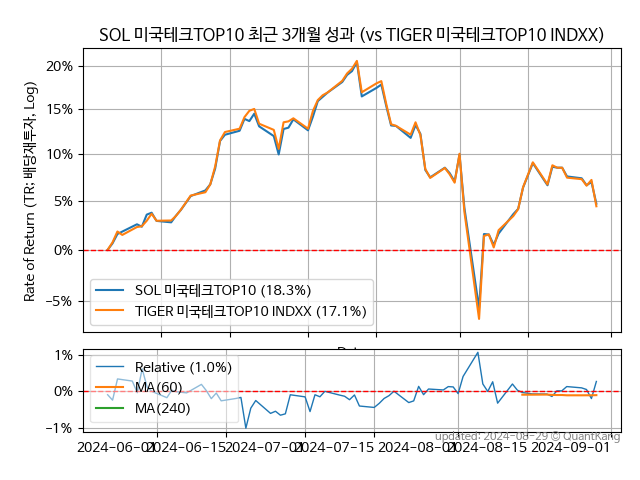 SOL 미국테크TOP10 최근 3개월 성과 (vs TIGER 미국테크TOP10 INDXX)
Rate of Return (TR: 배당재투자, Log)
20%
15%
10%
5%
0%
−5%
SOL 미국테크TOP10 (18.3%)
TIGER 미국테크TOP10 INDXX (17.1%)
1%
0%
−1%
Relative (1.0%)
MA(60)
MA(240)
updated: 2024-08-29 © QuantKang
2024-06-01
2024-06-15
2024-07-01
2024-07-15
2024-08-01
2024-08-15
2024-09-01